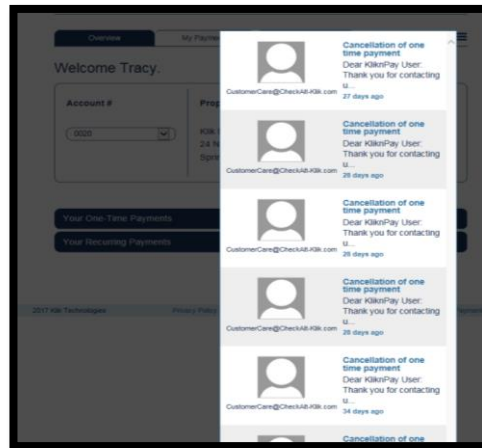 Overview
My Payme
Welcome Tracy.
Account #
Prop
0020
Klik
24 N
Sprin
Your One-Time Payments
Your Recurring Payments
2017 Klik Technologies
Privacy Policy
Cancellation of one
time payment
Dear KliknPay User:
Thank you for contacting
u...
CustomerCare@CheckAlt-Klik.com
27 days ago
Cancellation of one
time payment
Dear KliknPay User:
Thank you for contacting
u...
CustomerCare@CheckAlt-Klik.com
28 days ago
Cancellation of one
time payment
Dear KliknPay User:
Thank you for contacting
u...
CustomerCare@CheckAlt-Klik.com
28 days ago
Cancellation of one
time payment
Dear KliknPay User:
Thank you for contacting
u...
CustomerCare@CheckAlt-Klik.com
28 days ago
Cancellation of one
time payment
Dear KliknPay User:
Thank you for contacting
u...
CustomerCare@CheckAlt-Klik.com
34 days ago
Cancellation of one